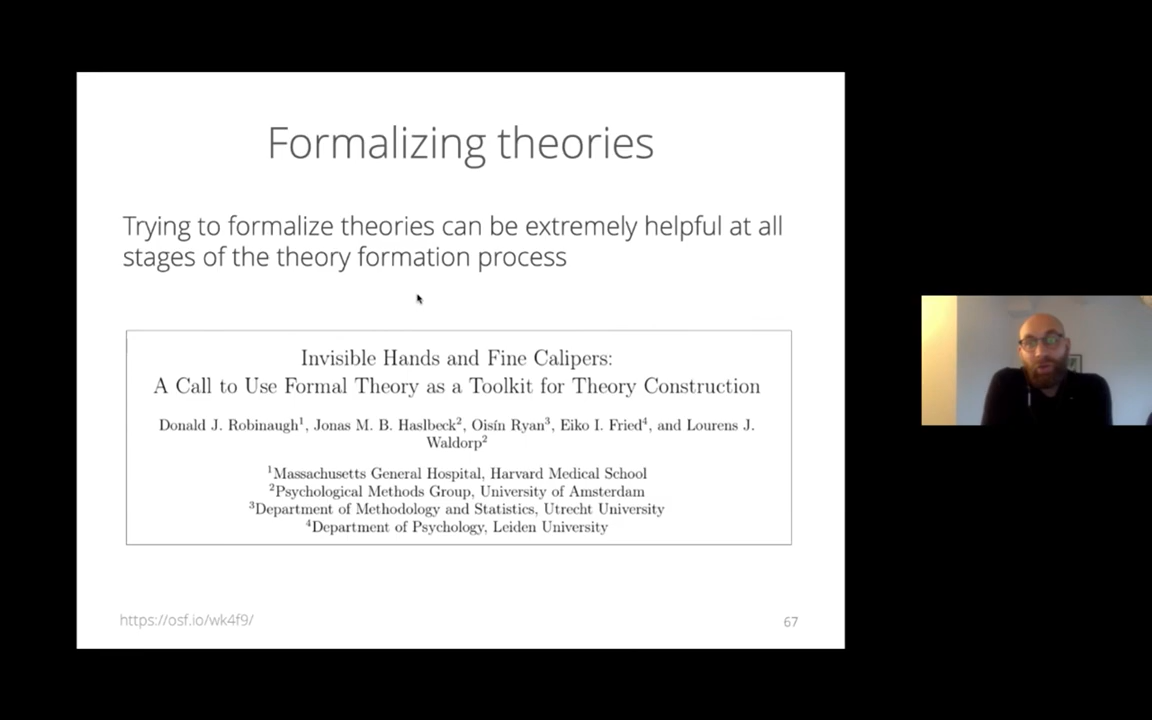 Formalizing theories
Trying to formalize theories can be extremely helpful at all
stages of the theory formation process
Invisible Hands and Fine Calipers:
A Call to Use Formal Theory as a Toolkit for Theory Construction
Donald J. Robinaugh¹, Jonas M. B. Haslbeck², Oisín Ryan³, Eiko I. Fried⁴, and Lourens J.
Waldorp²
¹Massachusetts General Hospital, Harvard Medical School
²Psychological Methods Group, University of Amsterdam
³Department of Methodology and Statistics, Utrecht University
⁴Department of Psychology, Leiden University
https://osf.io/wk4f9/
67